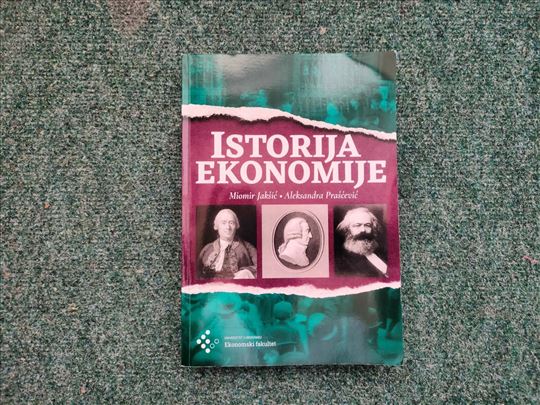 ISTORIJA
EKONOMIJE
Miomir Jakšić • Aleksandra Praščević
Ekonomski fakultet